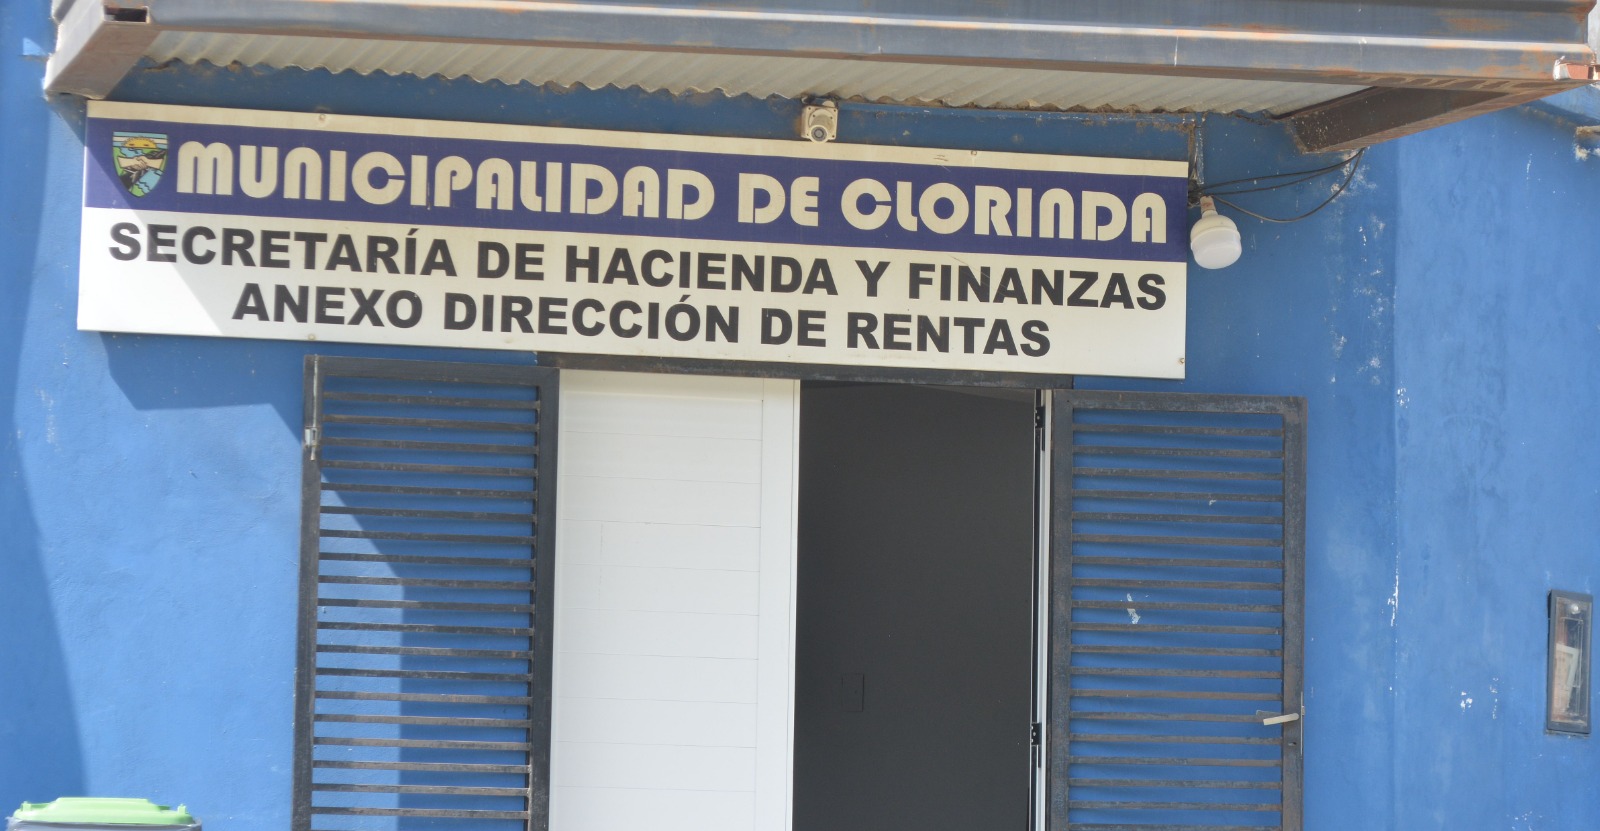 MUNICIPALIDAD DE CLORINDA
SECRETARÍA DE HACIENDA Y FINANZAS
ANEXO DIRECCIÓN DE RENTAS